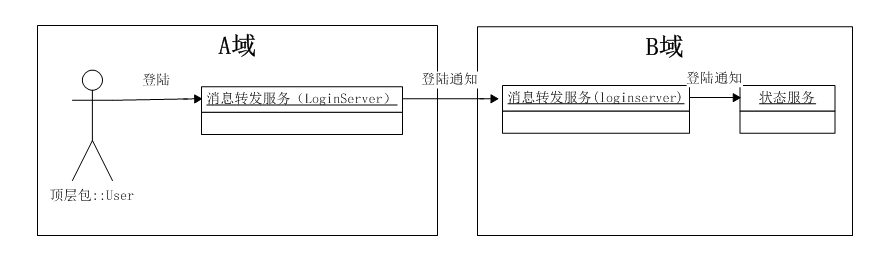 A域
B域
登陆
登陆通知
登陆通知
消息转发服务（LoginServer）
消息转发服务(loginserver)
状态服务
顶层包::User